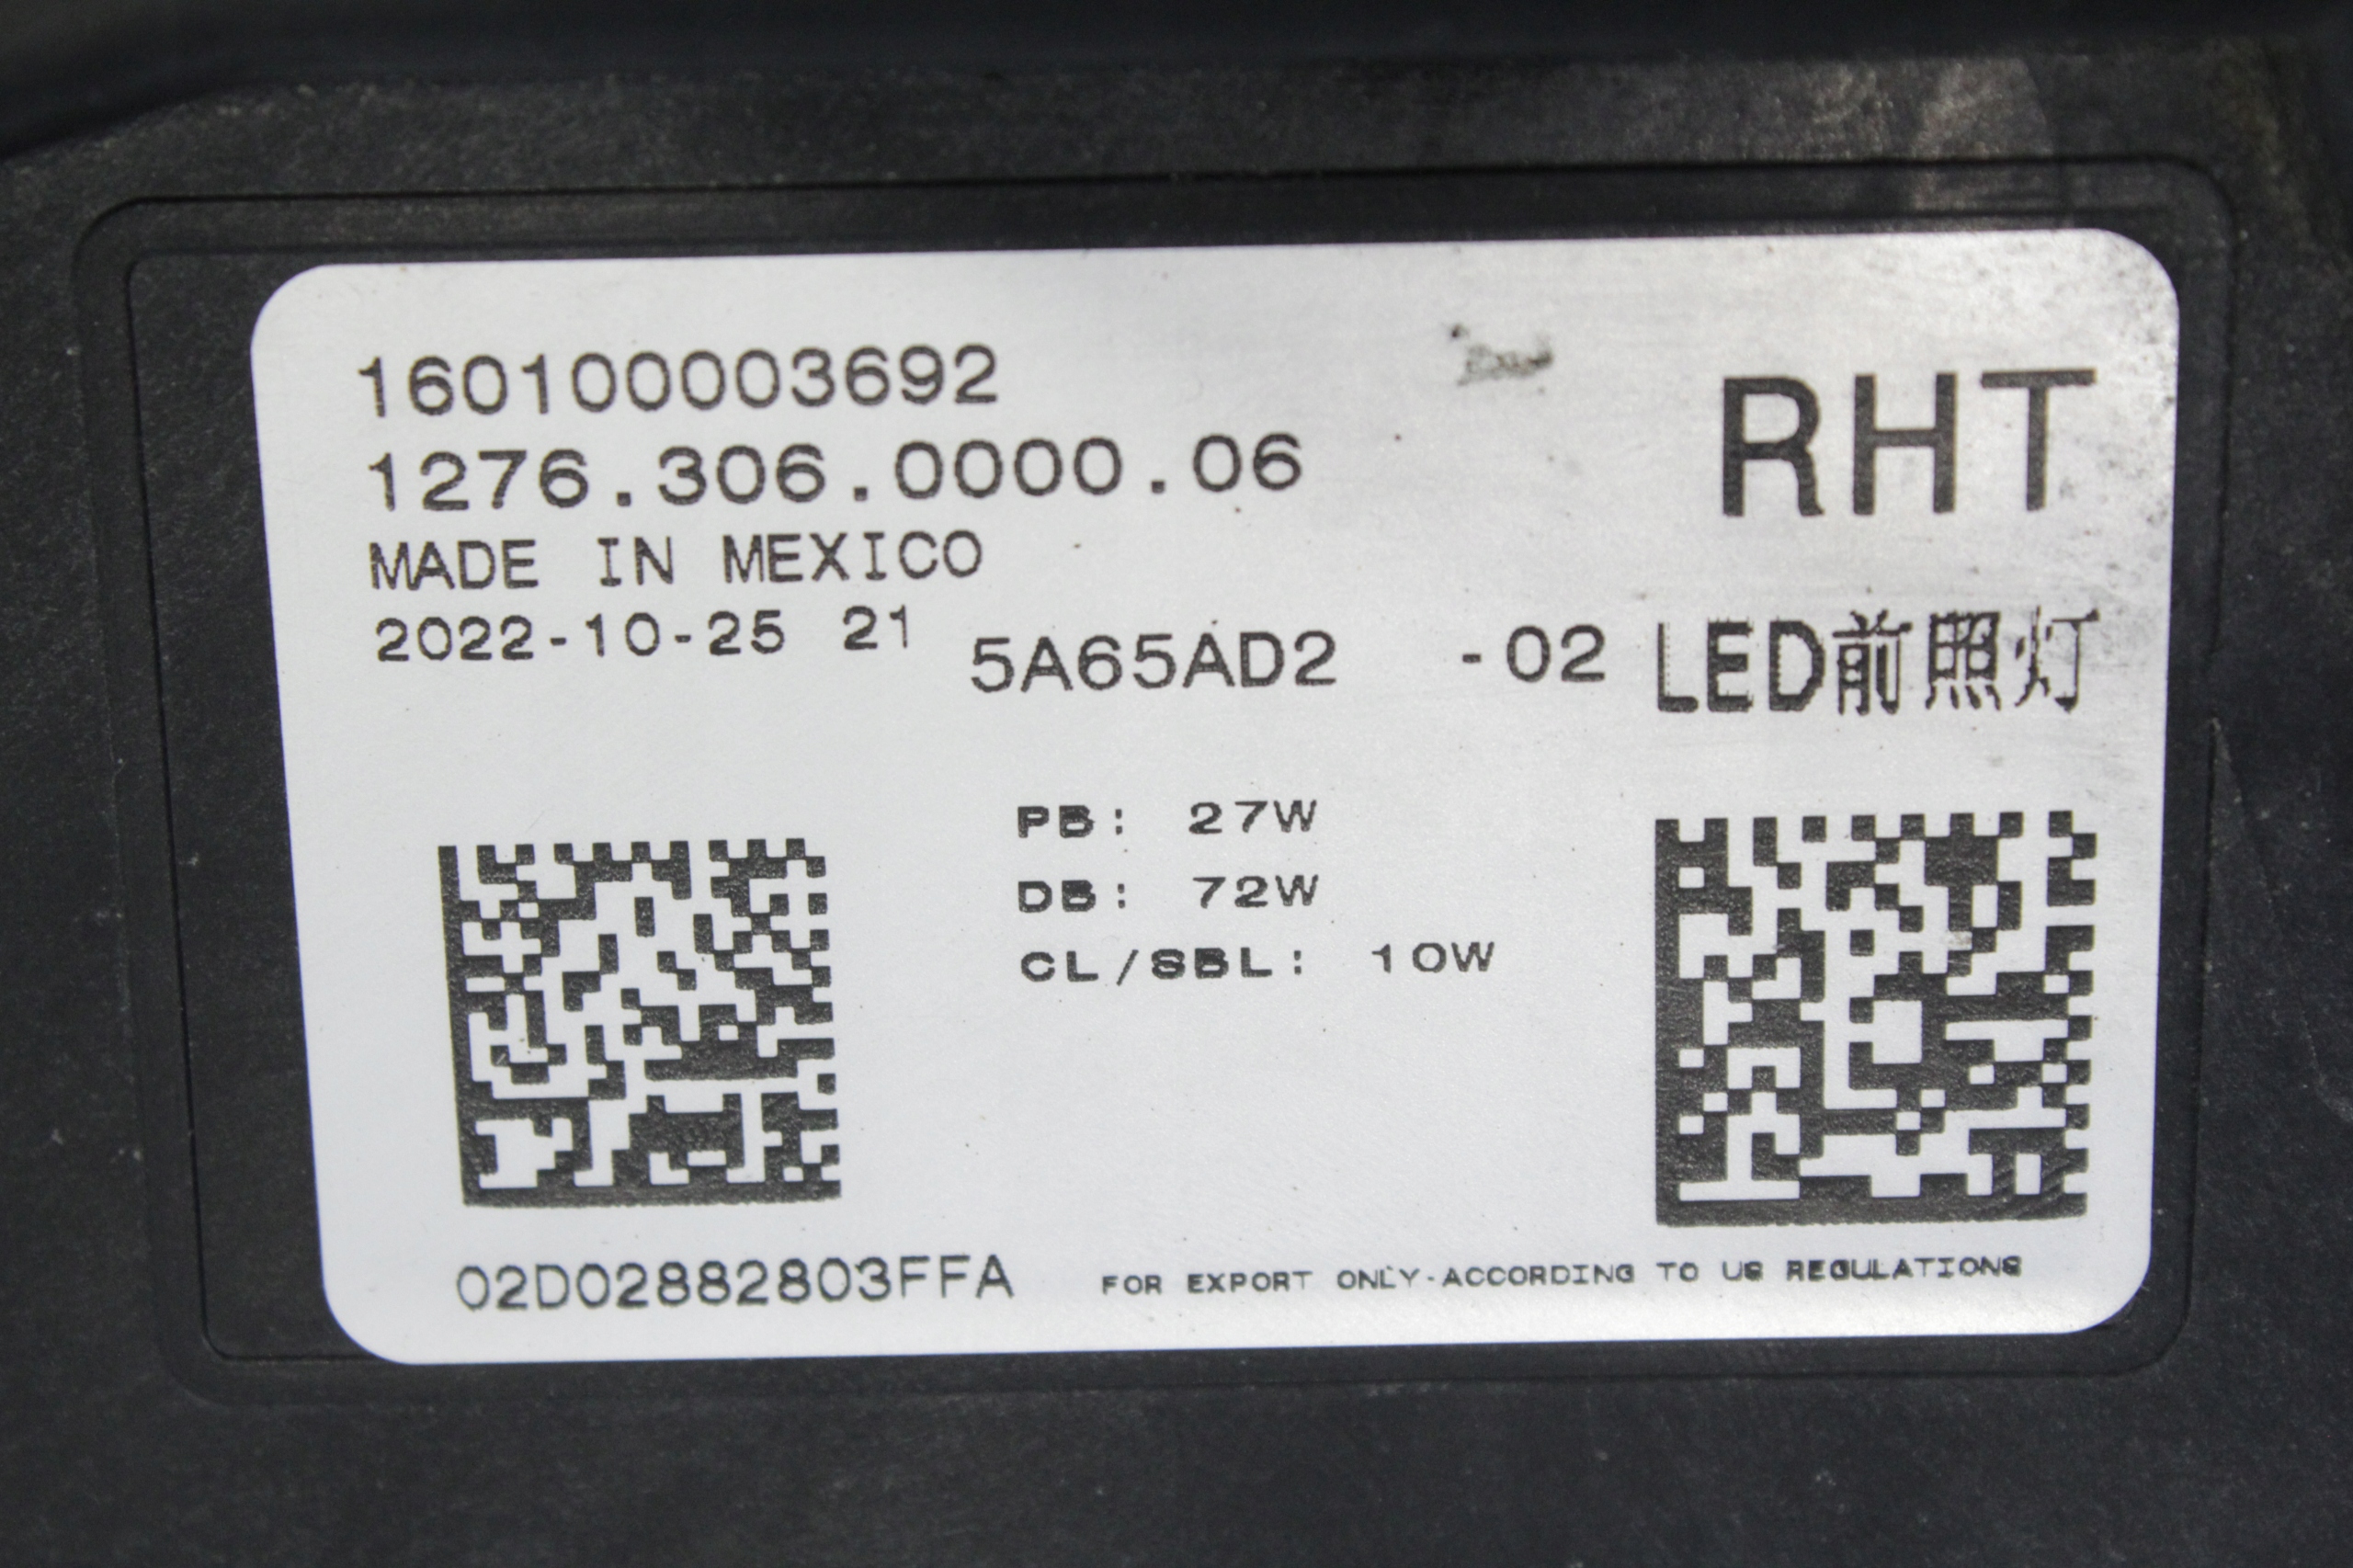 160100003692
1276.306.0000.06
RHT
MADE IN MEXICO
2022-10-25 21
5A65AD2 -02 LED前照灯
PB: 27W
DB: 72W
CL/SBL: 10W
02D02882803FFA
FOR EXPORT ONLY-ACCORDING TO US REGULATIONS